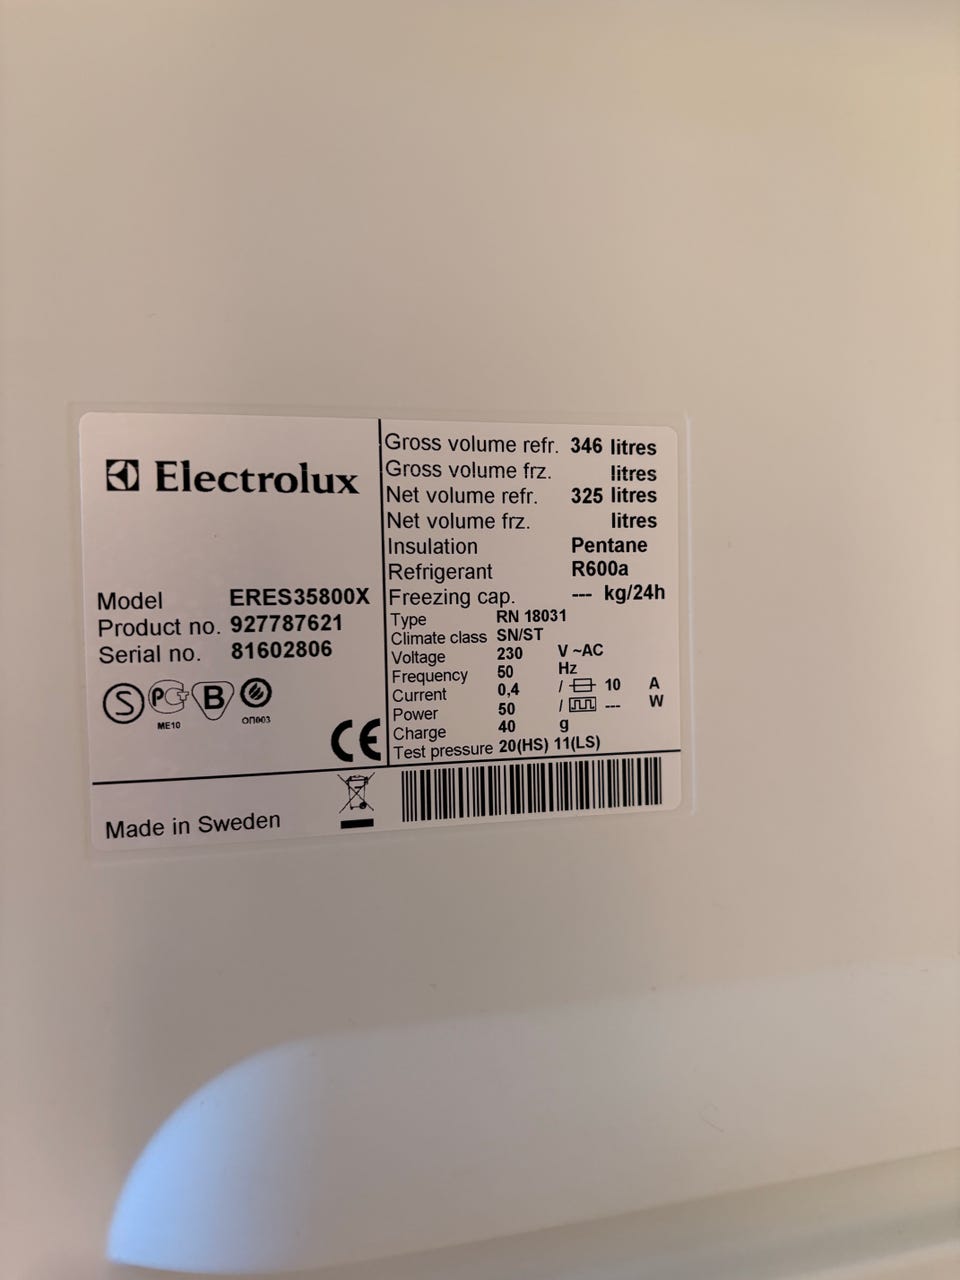 Electrolux
Model ERES35800X
Product no. 927787621
Serial no. 81602806
S PCT B
ME10 ОП003
CE
Made in Sweden
Gross volume refr. 346 litres
Gross volume frz. litres
Net volume refr. 325 litres
Net volume frz. litres
Insulation Pentane
Refrigerant R600a
Freezing cap. --- kg/24h
Type RN 18031
Climate class SN/ST
Voltage 230 V ~AC
Frequency 50 Hz
Current 0,4 / 10 A
Power 50 / --- W
Charge 40 g
Test pressure 20(HS) 11(LS)